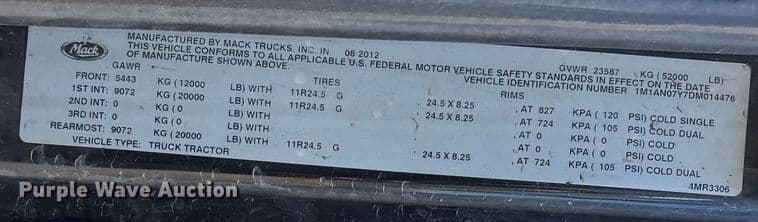 Mack
MANUFACTURED BY MACK TRUCKS, INC. IN 08 2012
THIS VEHICLE CONFORMS TO ALL APPLICABLE U.S. FEDERAL MOTOR VEHICLE SAFETY STANDARDS IN EFFECT ON THE DATE
OF MANUFACTURE SHOWN ABOVE.
GVWR 23587 KG (52000 LB)
VEHICLE IDENTIFICATION NUMBER 1M1AN07Y7DM014476
GAWR TIRES RIMS
FRONT: 5443 KG (12000 LB) WITH 11R24.5 G 24.5 X 8.25 , AT 827 KPA ( 120 PSI) COLD SINGLE
1ST INT: 9072 KG (20000 LB) WITH 11R24.5 G 24.5 X 8.25 , AT 724 KPA ( 105 PSI) COLD DUAL
2ND INT: 0 KG (0 LB) WITH , AT 0 KPA ( 0 PSI) COLD
3RD INT: 0 KG (0 LB) WITH , AT 0 KPA ( 0 PSI) COLD
REARMOST: 9072 KG (20000 LB) WITH 11R24.5 G 24.5 X 8.25 , AT 724 KPA ( 105 PSI) COLD DUAL
VEHICLE TYPE: TRUCK TRACTOR
4MR3306
Purple Wave Auction